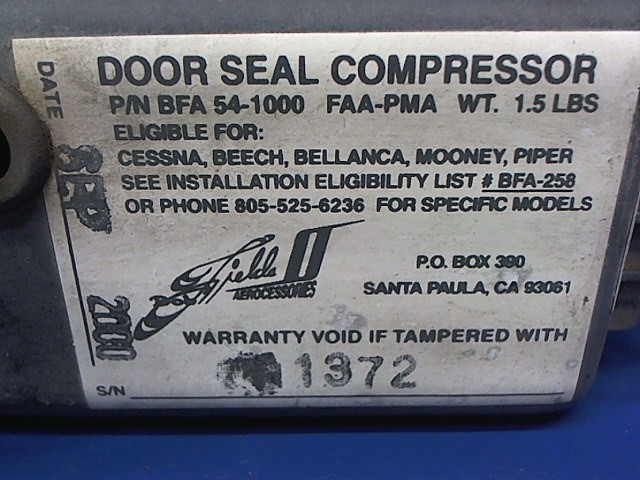 DATE
SEP 2000
DOOR SEAL COMPRESSOR
P/N BFA 54-1000 FAA-PMA WT. 1.5 LBS
ELIGIBLE FOR:
CESSNA, BEECH, BELLANCA, MOONEY, PIPER
SEE INSTALLATION ELIGIBILITY LIST # BFA-258
OR PHONE 805-525-6236 FOR SPECIFIC MODELS
Fields
AEROCESSORIES
P.O. BOX 390
SANTA PAULA, CA 93061
WARRANTY VOID IF TAMPERED WITH
S/N 1372